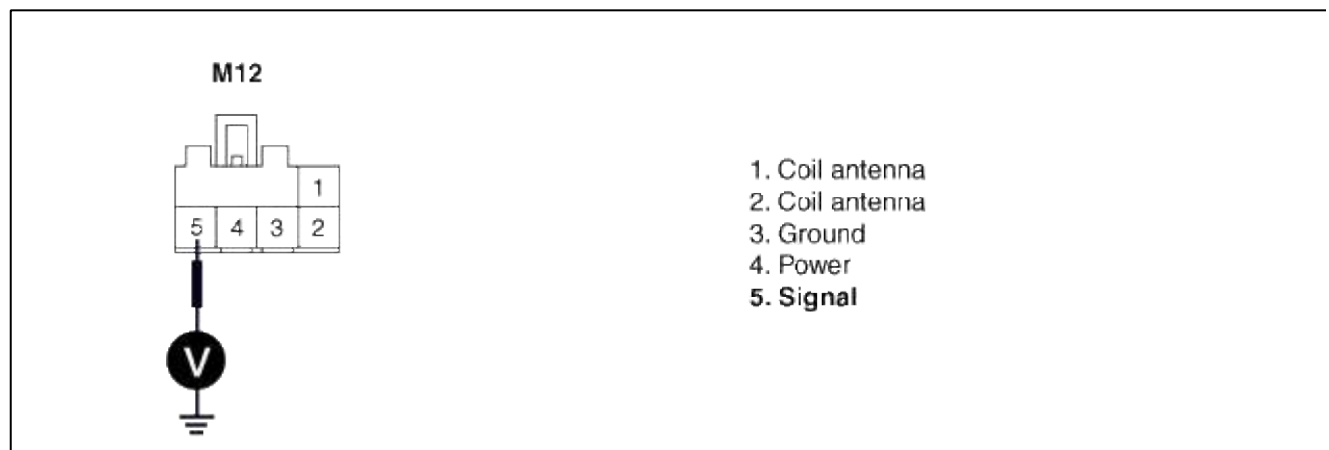 M12
1
5 4 3 2
V
1. Coil antenna
2. Coil antenna
3. Ground
4. Power
5. Signal